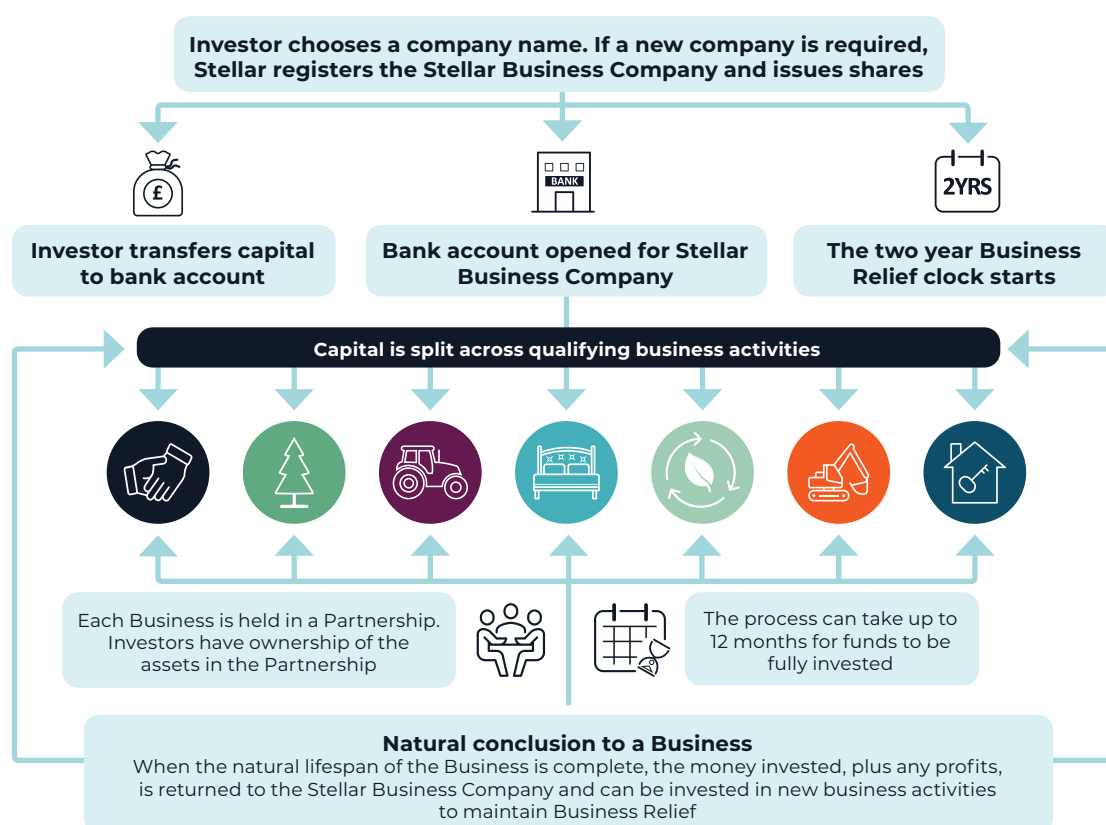 Investor chooses a company name. If a new company is required,
Stellar registers the Stellar Business Company and issues shares
£
BANK
2YRS
Investor transfers capital
to bank account
Bank account opened for Stellar
Business Company
The two year Business
Relief clock starts
Capital is split across qualifying business activities
Each Business is held in a Partnership.
Investors have ownership of the
assets in the Partnership
The process can take up to
12 months for funds to be
fully invested
Natural conclusion to a Business
When the natural lifespan of the Business is complete, the money invested, plus any profits,
is returned to the Stellar Business Company and can be invested in new business activities
to maintain Business Relief